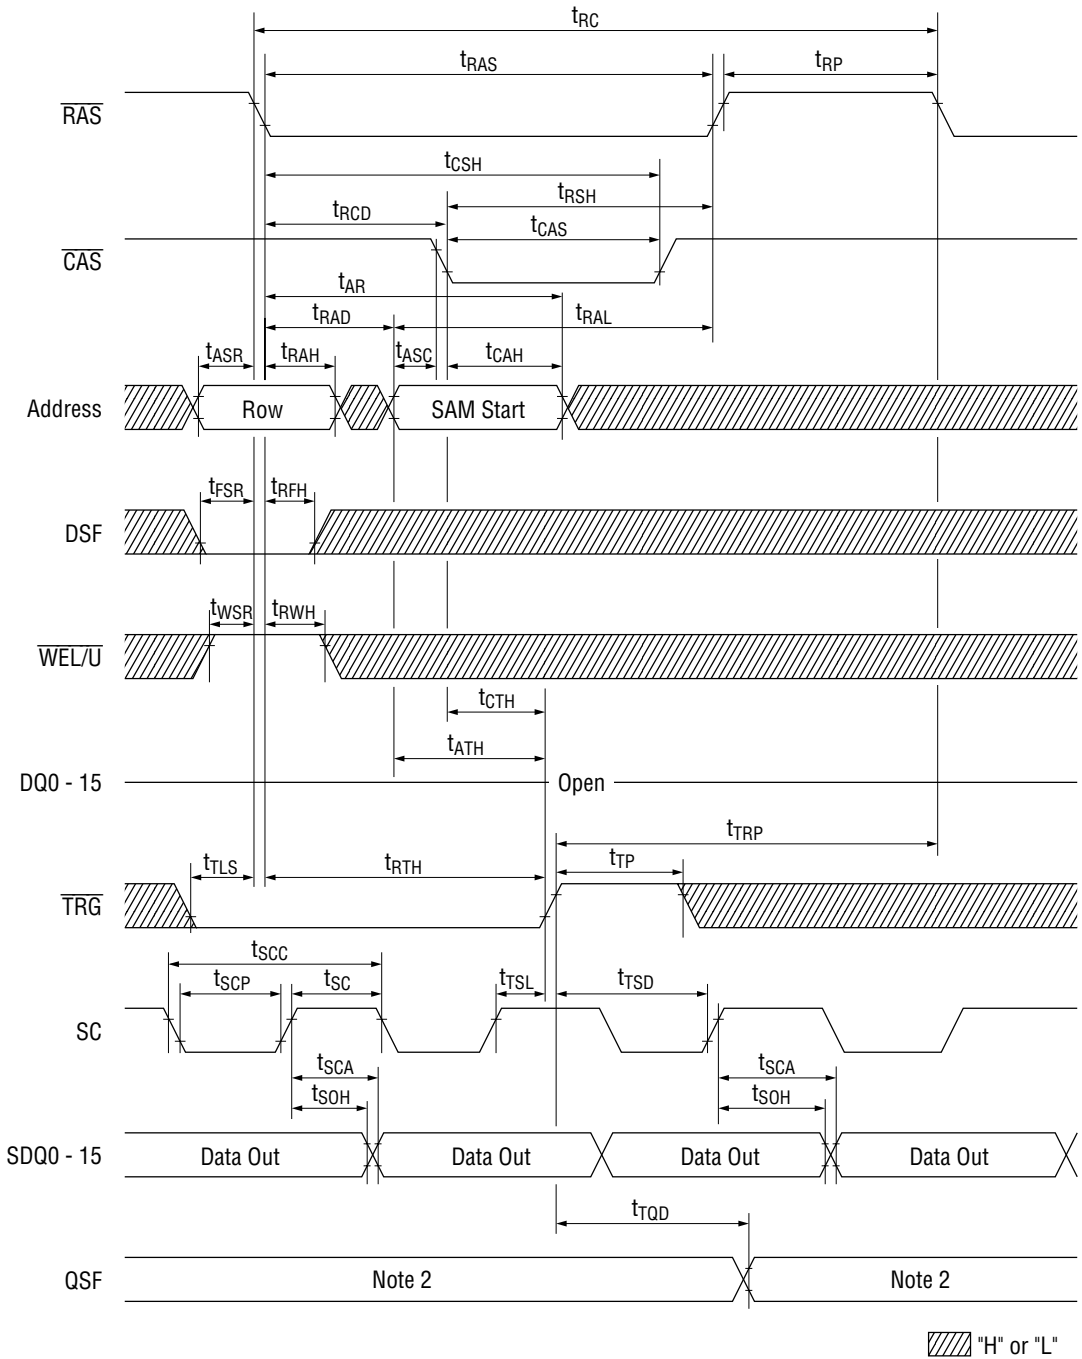 tRC
tRAS tRP
RAS
tCSH
tRSH
tRCD tCAS
CAS
tAR
tRAD tRAL
tASR tRAH tASC tCAH
Address Row SAM Start
tFSR tRFH
DSF
tWSR tRWH
WEL/U
tCTH
tATH
DQ0 - 15 Open
tTRP
tTP
tTLS tRTH
TRG
tSCC
tSCP tSC tTSL tTSD
SC
tSCA tSCA
tSOH tSOH
SDQ0 - 15 Data Out Data Out Data Out Data Out
tTQD
QSF Note 2 Note 2
"H" or "L"